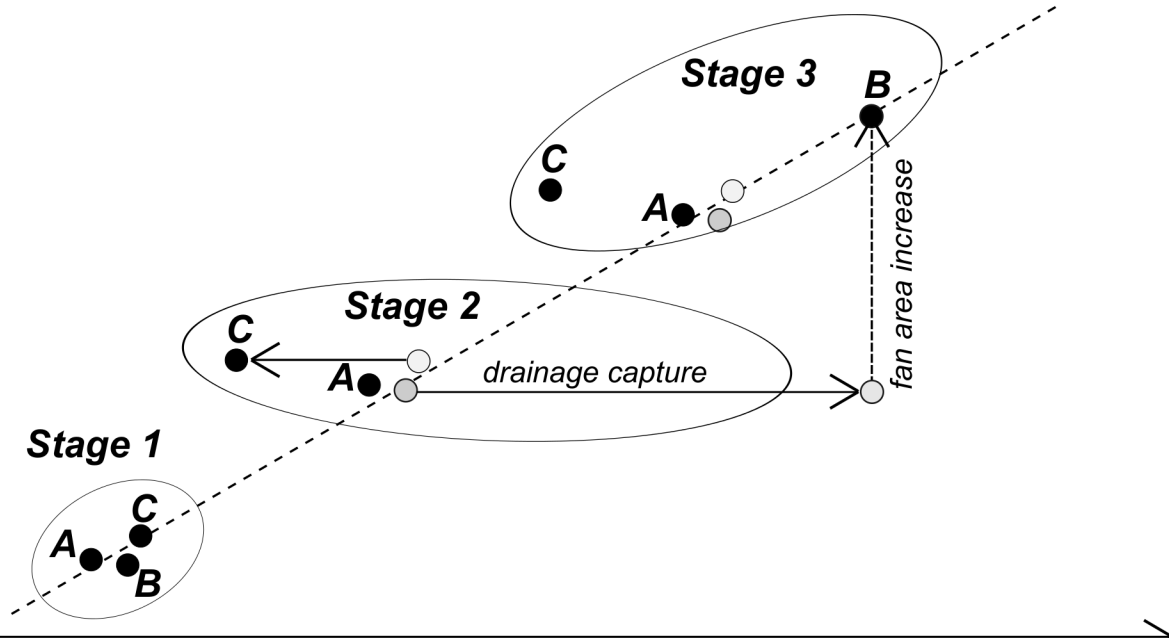 Stage 3
B
C
A
fan area increase
Stage 2
C
A
drainage capture
Stage 1
C
A
B